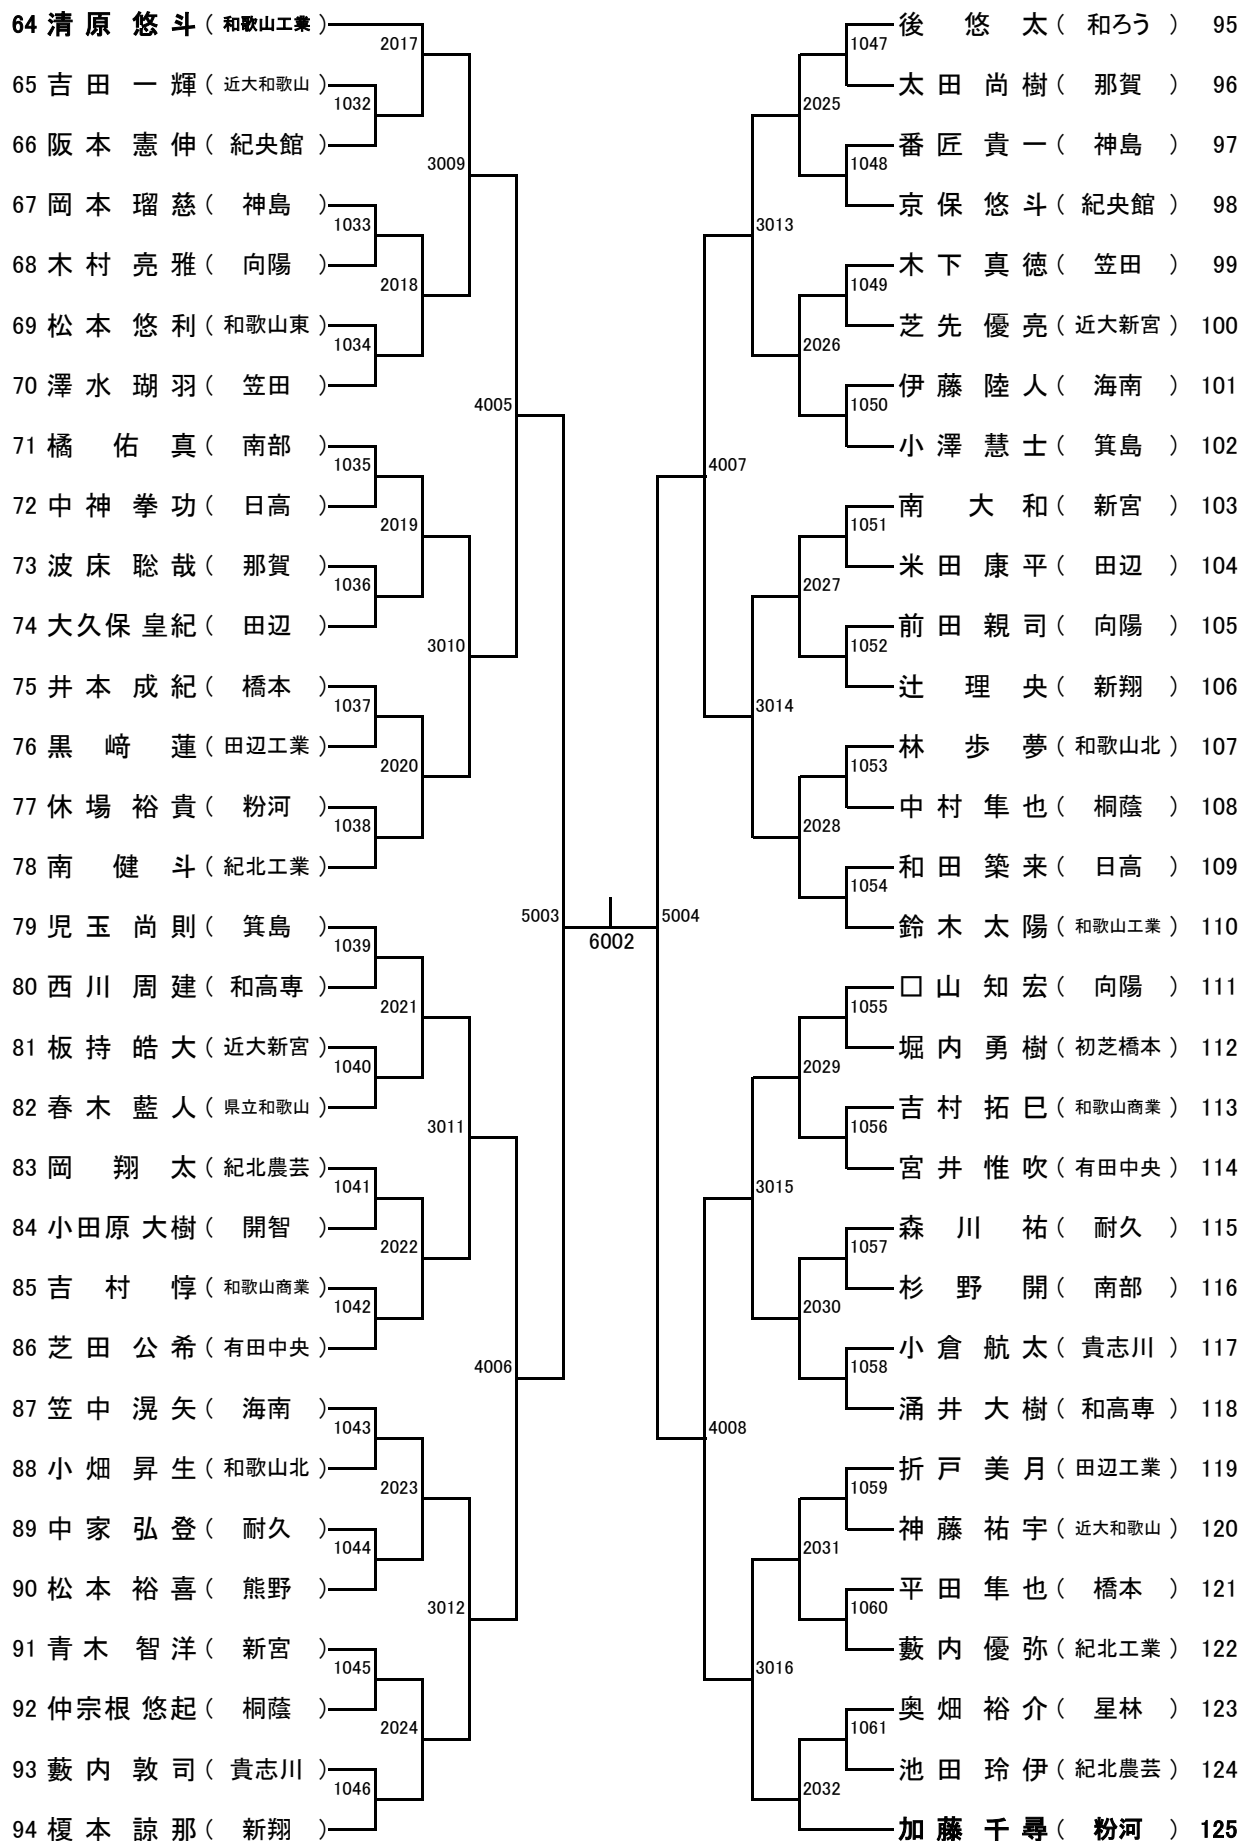 64 清原 悠斗 ( 和歌山工業 )
65 吉田 一輝 ( 近大和歌山 )
66 阪本 憲伸 ( 紀央館 )
67 岡本 瑠慈 ( 神島 )
68 木村 亮雅 ( 向陽 )
69 松本 悠利 ( 和歌山東 )
70 澤水 瑚羽 ( 笠田 )
71 橘 佑真 ( 南部 )
72 中神 拳功 ( 日高 )
73 波床 聡哉 ( 那賀 )
74 大久保 皇紀 ( 田辺 )
75 井本 成紀 ( 橋本 )
76 黒﨑 蓮 ( 田辺工業 )
77 休場 裕貴 ( 粉河 )
78 南 健斗 ( 紀北工業 )
79 児玉 尚則 ( 箕島 )
80 西川 周建 ( 和高専 )
81 板持 皓大 ( 近大新宮 )
82 春木 藍人 ( 県立和歌山 )
83 岡 翔太 ( 紀北農芸 )
84 小田原 大樹 ( 開智 )
85 吉村 惇 ( 和歌山商業 )
86 芝田 公希 ( 有田中央 )
87 笠中 滉矢 ( 海南 )
88 小畑 昇生 ( 和歌山北 )
89 中家 弘登 ( 耐久 )
90 松本 裕喜 ( 熊野 )
91 青木 智洋 ( 新宮 )
92 仲宗根 悠起 ( 桐蔭 )
93 藪内 敦司 ( 貴志川 )
94 榎本 諒那 ( 新翔 )
1032
1033
1034
1035
1036
1037
1038
1039
1040
1041
1042
1043
1044
1045
1046
2017
2018
2019
2020
2021
2022
2023
2024
3009
3010
3011
3012
4005
4006
5003
6002
5004
4007
4008
3013
3014
3015
3016
2025
2026
2027
2028
2029
2030
2031
2032
1047
1048
1049
1050
1051
1052
1053
1054
1055
1056
1057
1058
1059
1060
1061
後 悠太 ( 和ろう ) 95
太田 尚樹 ( 那賀 ) 96
番匠 貴一 ( 神島 ) 97
京保 悠斗 ( 紀央館 ) 98
木下 真徳 ( 笠田 ) 99
芝先 優亮 ( 近大新宮 ) 100
伊藤 陸人 ( 海南 ) 101
小澤 慧士 ( 箕島 ) 102
南 大和 ( 新宮 ) 103
米田 康平 ( 田辺 ) 104
前田 親司 ( 向陽 ) 105
辻 理央 ( 新翔 ) 106
林 歩夢 ( 和歌山北 ) 107
中村 隼也 ( 桐蔭 ) 108
和田 築来 ( 日高 ) 109
鈴木 太陽 ( 和歌山工業 ) 110
□山 知宏 ( 向陽 ) 111
堀内 勇樹 ( 初芝橋本 ) 112
吉村 拓巳 ( 和歌山商業 ) 113
宮井 惟吹 ( 有田中央 ) 114
森川 祐 ( 耐久 ) 115
杉野 開 ( 南部 ) 116
小倉 航太 ( 貴志川 ) 117
涌井 大樹 ( 和高専 ) 118
折戸 美月 ( 田辺工業 ) 119
神藤 祐宇 ( 近大和歌山 ) 120
平田 隼也 ( 橋本 ) 121
藪内 優弥 ( 紀北工業 ) 122
奥畑 裕介 ( 星林 ) 123
池田 玲伊 ( 紀北農芸 ) 124
加藤 千尋 ( 粉河 ) 125